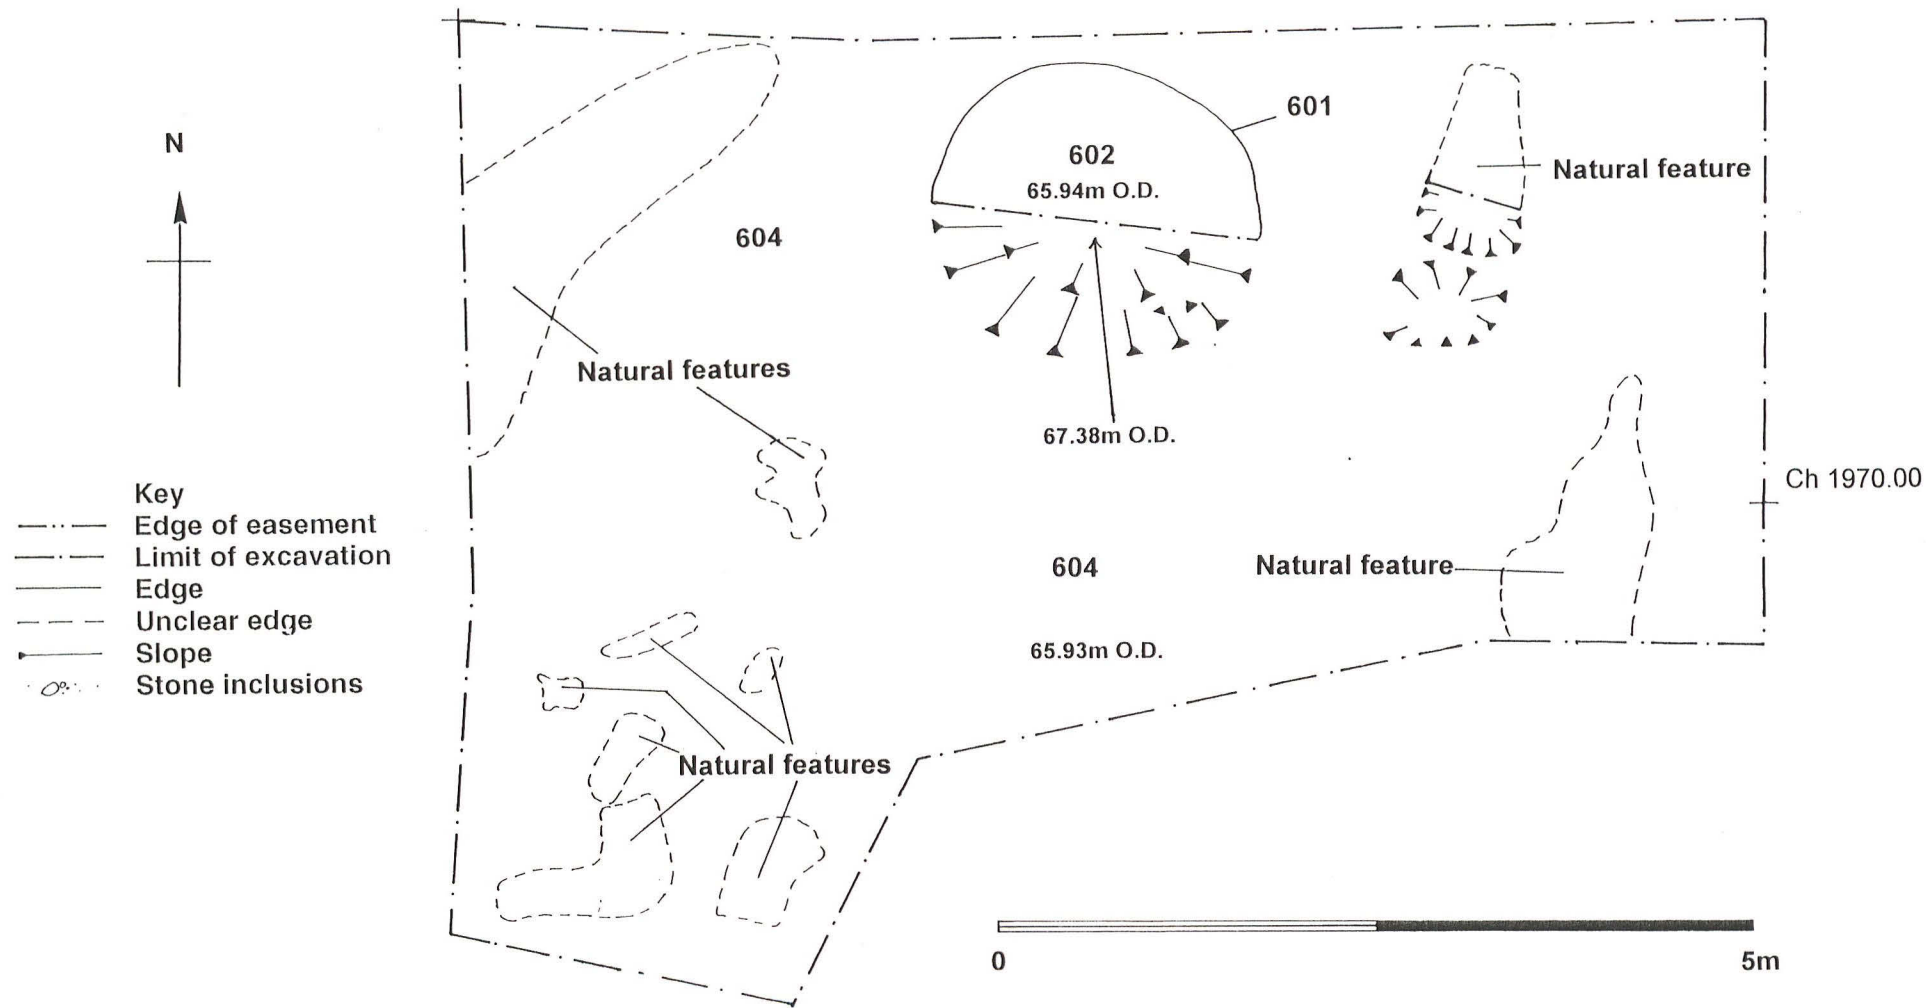 N
601
602
65.94m O.D.
Natural feature
604
Natural features
67.38m O.D.
Ch 1970.00
Key
Edge of easement
Limit of excavation
Edge
Unclear edge
Slope
Stone inclusions
604
Natural feature
65.93m O.D.
Natural features
0
5m